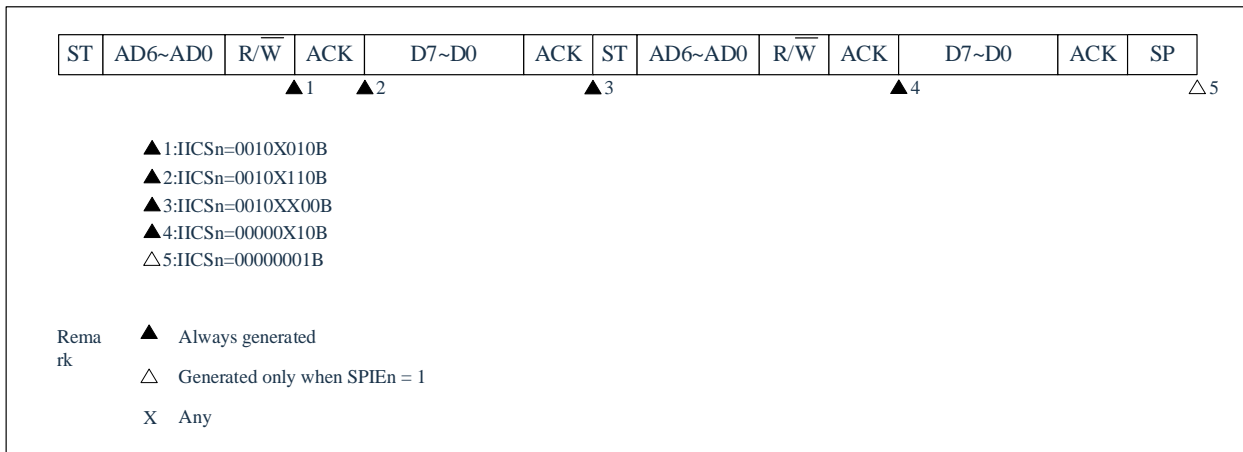 ST AD6~AD0 R/W̅ ACK D7~D0 ACK ST AD6~AD0 R/W̅ ACK D7~D0 ACK SP
▲1 ▲2 ▲3 ▲4 △5
▲1:IICSn=0010X010B
▲2:IICSn=0010X110B
▲3:IICSn=0010XX00B
▲4:IICSn=00000X10B
△5:IICSn=00000001B
Rema
rk
▲ Always generated
△ Generated only when SPIEn = 1
X Any